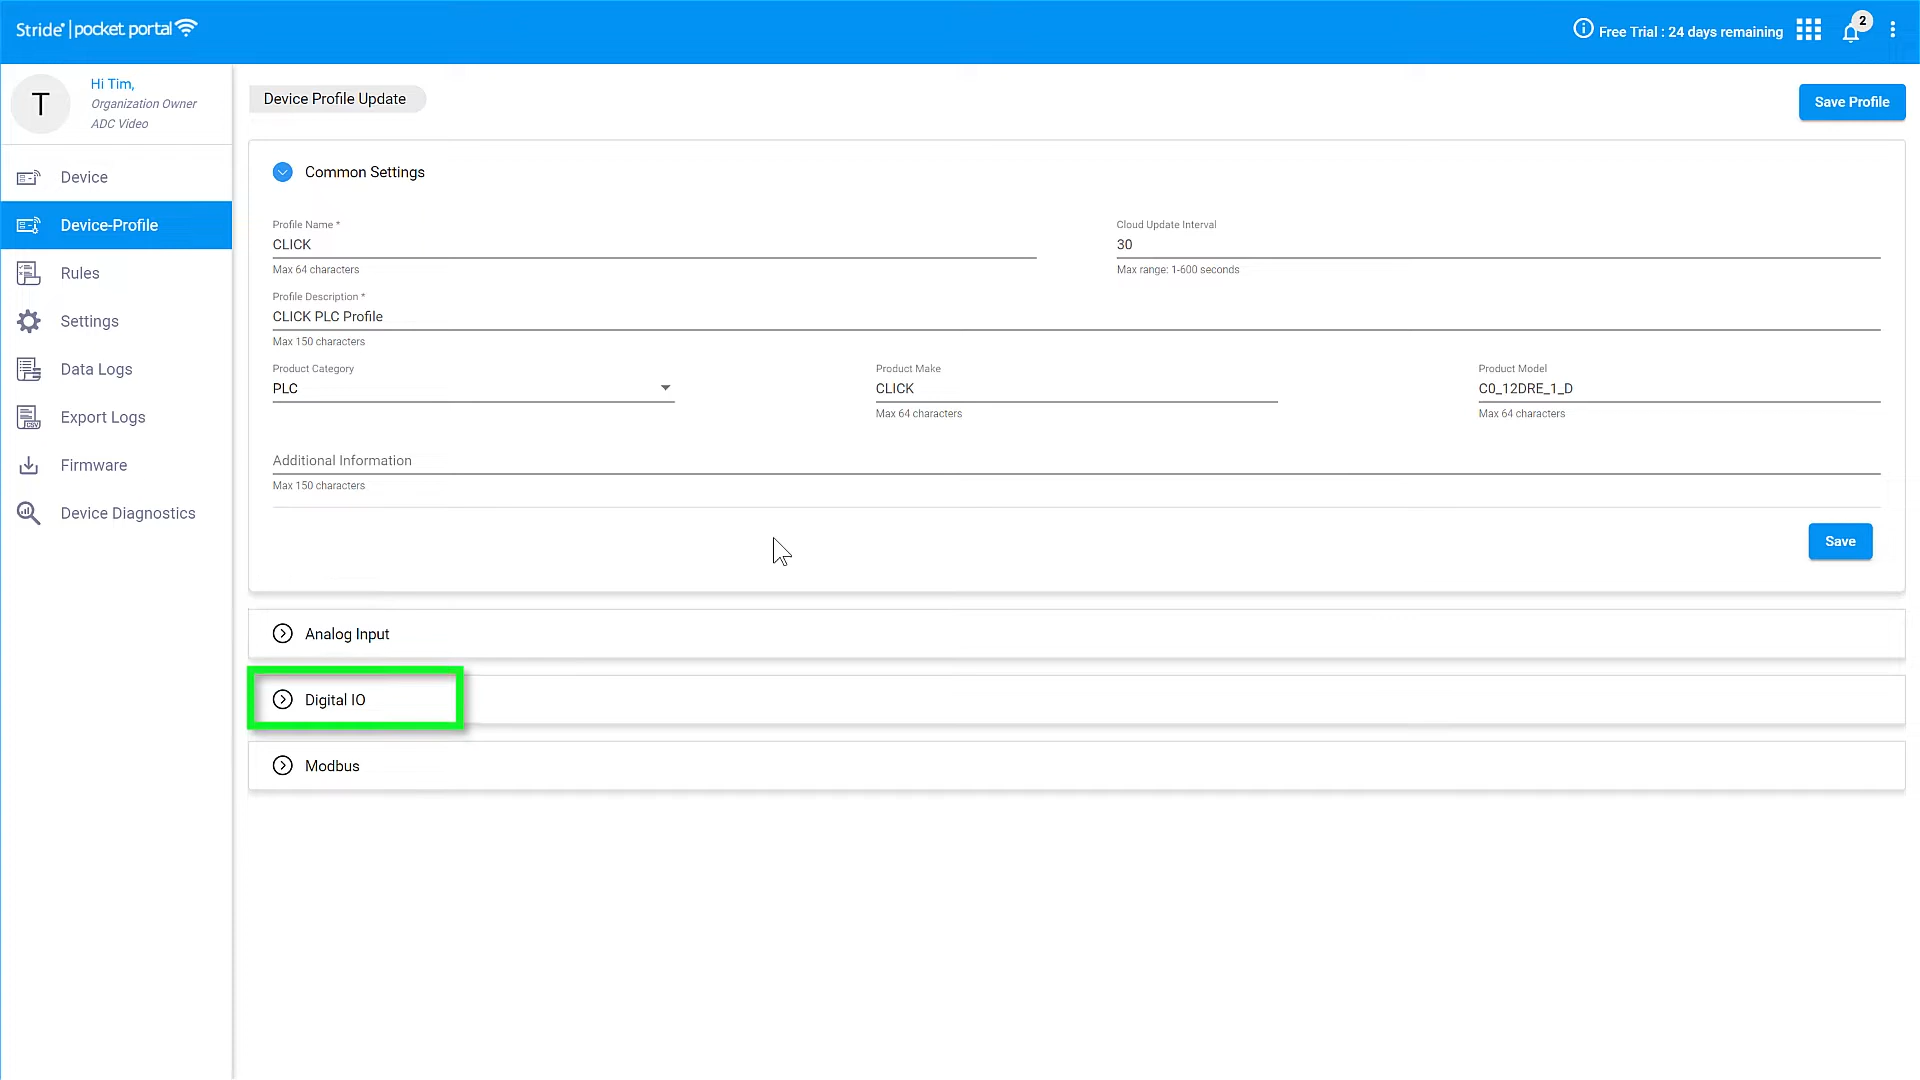 Stride | pocket portal
Free Trial : 24 days remaining
2
T
Hi Tim,
Organization Owner
ADC Video
Device
Device-Profile
Rules
Settings
Data Logs
Export Logs
Firmware
Device Diagnostics
Device Profile Update
Save Profile
Common Settings
Profile Name *
CLICK
Max 64 characters
Cloud Update Interval
30
Max range: 1-600 seconds
Profile Description *
CLICK PLC Profile
Max 150 characters
Product Category
PLC
Product Make
CLICK
Max 64 characters
Product Model
C0_12DRE_1_D
Max 64 characters
Additional Information
Max 150 characters
Save
Analog Input
Digital IO
Modbus